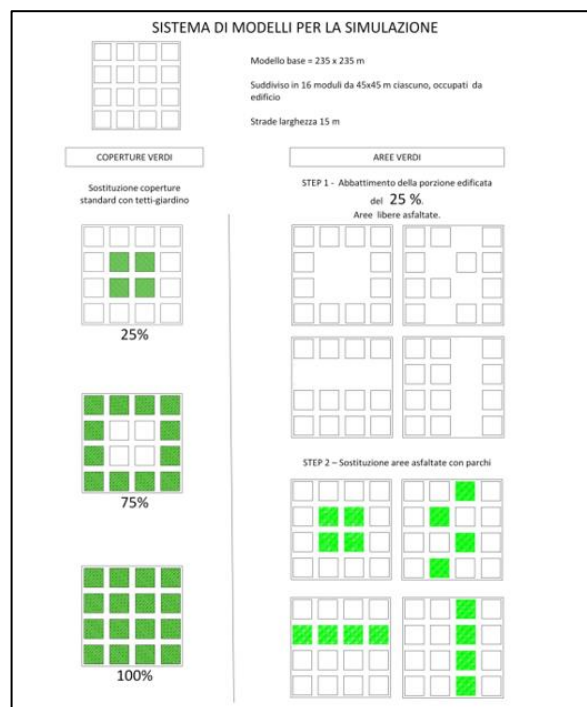 SISTEMA DI MODELLI PER LA SIMULAZIONE
Modello base = 235 x 235 m
Suddiviso in 16 moduli da 45x45 m ciascuno, occupati da
edificio
Strade larghezza 15 m
COPERTURE VERDI
Sostituzione coperture
standard con tetti-giardino
25%
75%
100%
AREE VERDI
STEP 1 - Abbattimento della porzione edificata
del 25 %.
Aree libere asfaltate.
STEP 2 – Sostituzione aree asfaltate con parchi